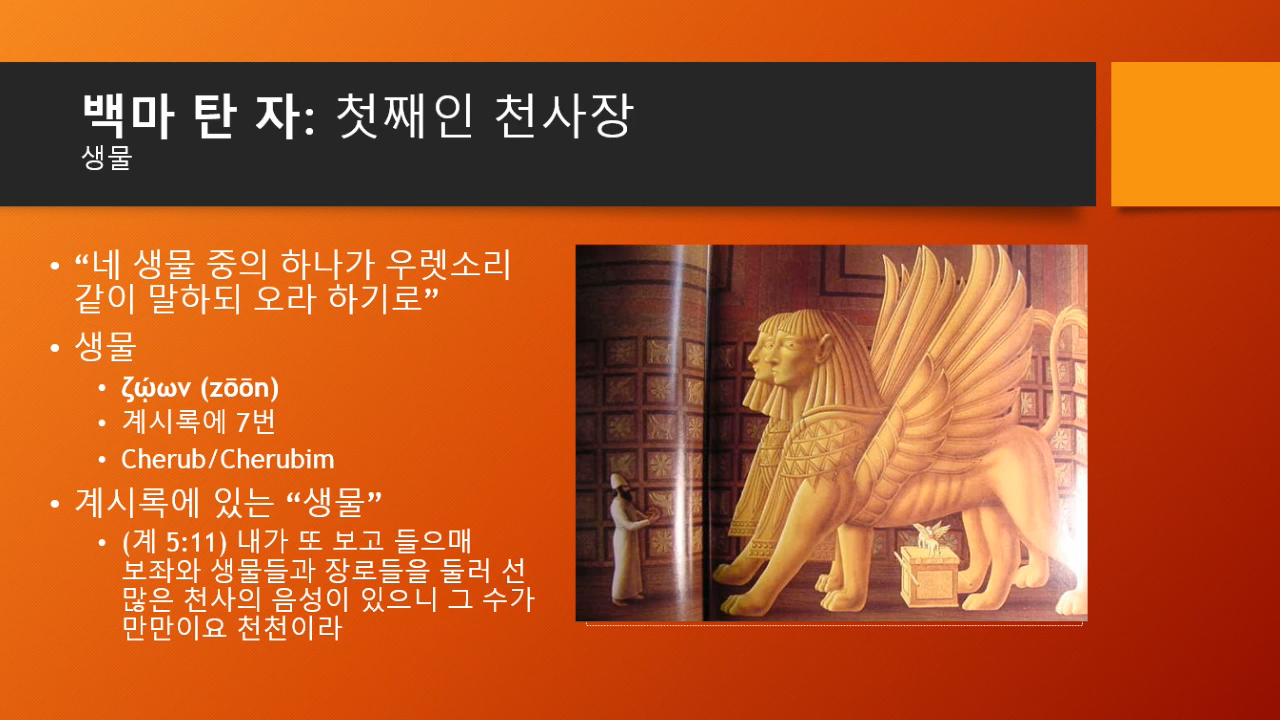 백마 탄 자: 첫째인 천사장
생물
• “네 생물 중의 하나가 우렛소리
같이 말하되 오라 하기로”
• 생물
• ζῴων (zōōn)
• 계시록에 7번
• Cherub/Cherubim
• 계시록에 있는 “생물”
• (계 5:11) 내가 또 보고 들으매
보좌와 생물들과 장로들을 둘러 선
많은 천사의 음성이 있으니 그 수가
만만이요 천천이라